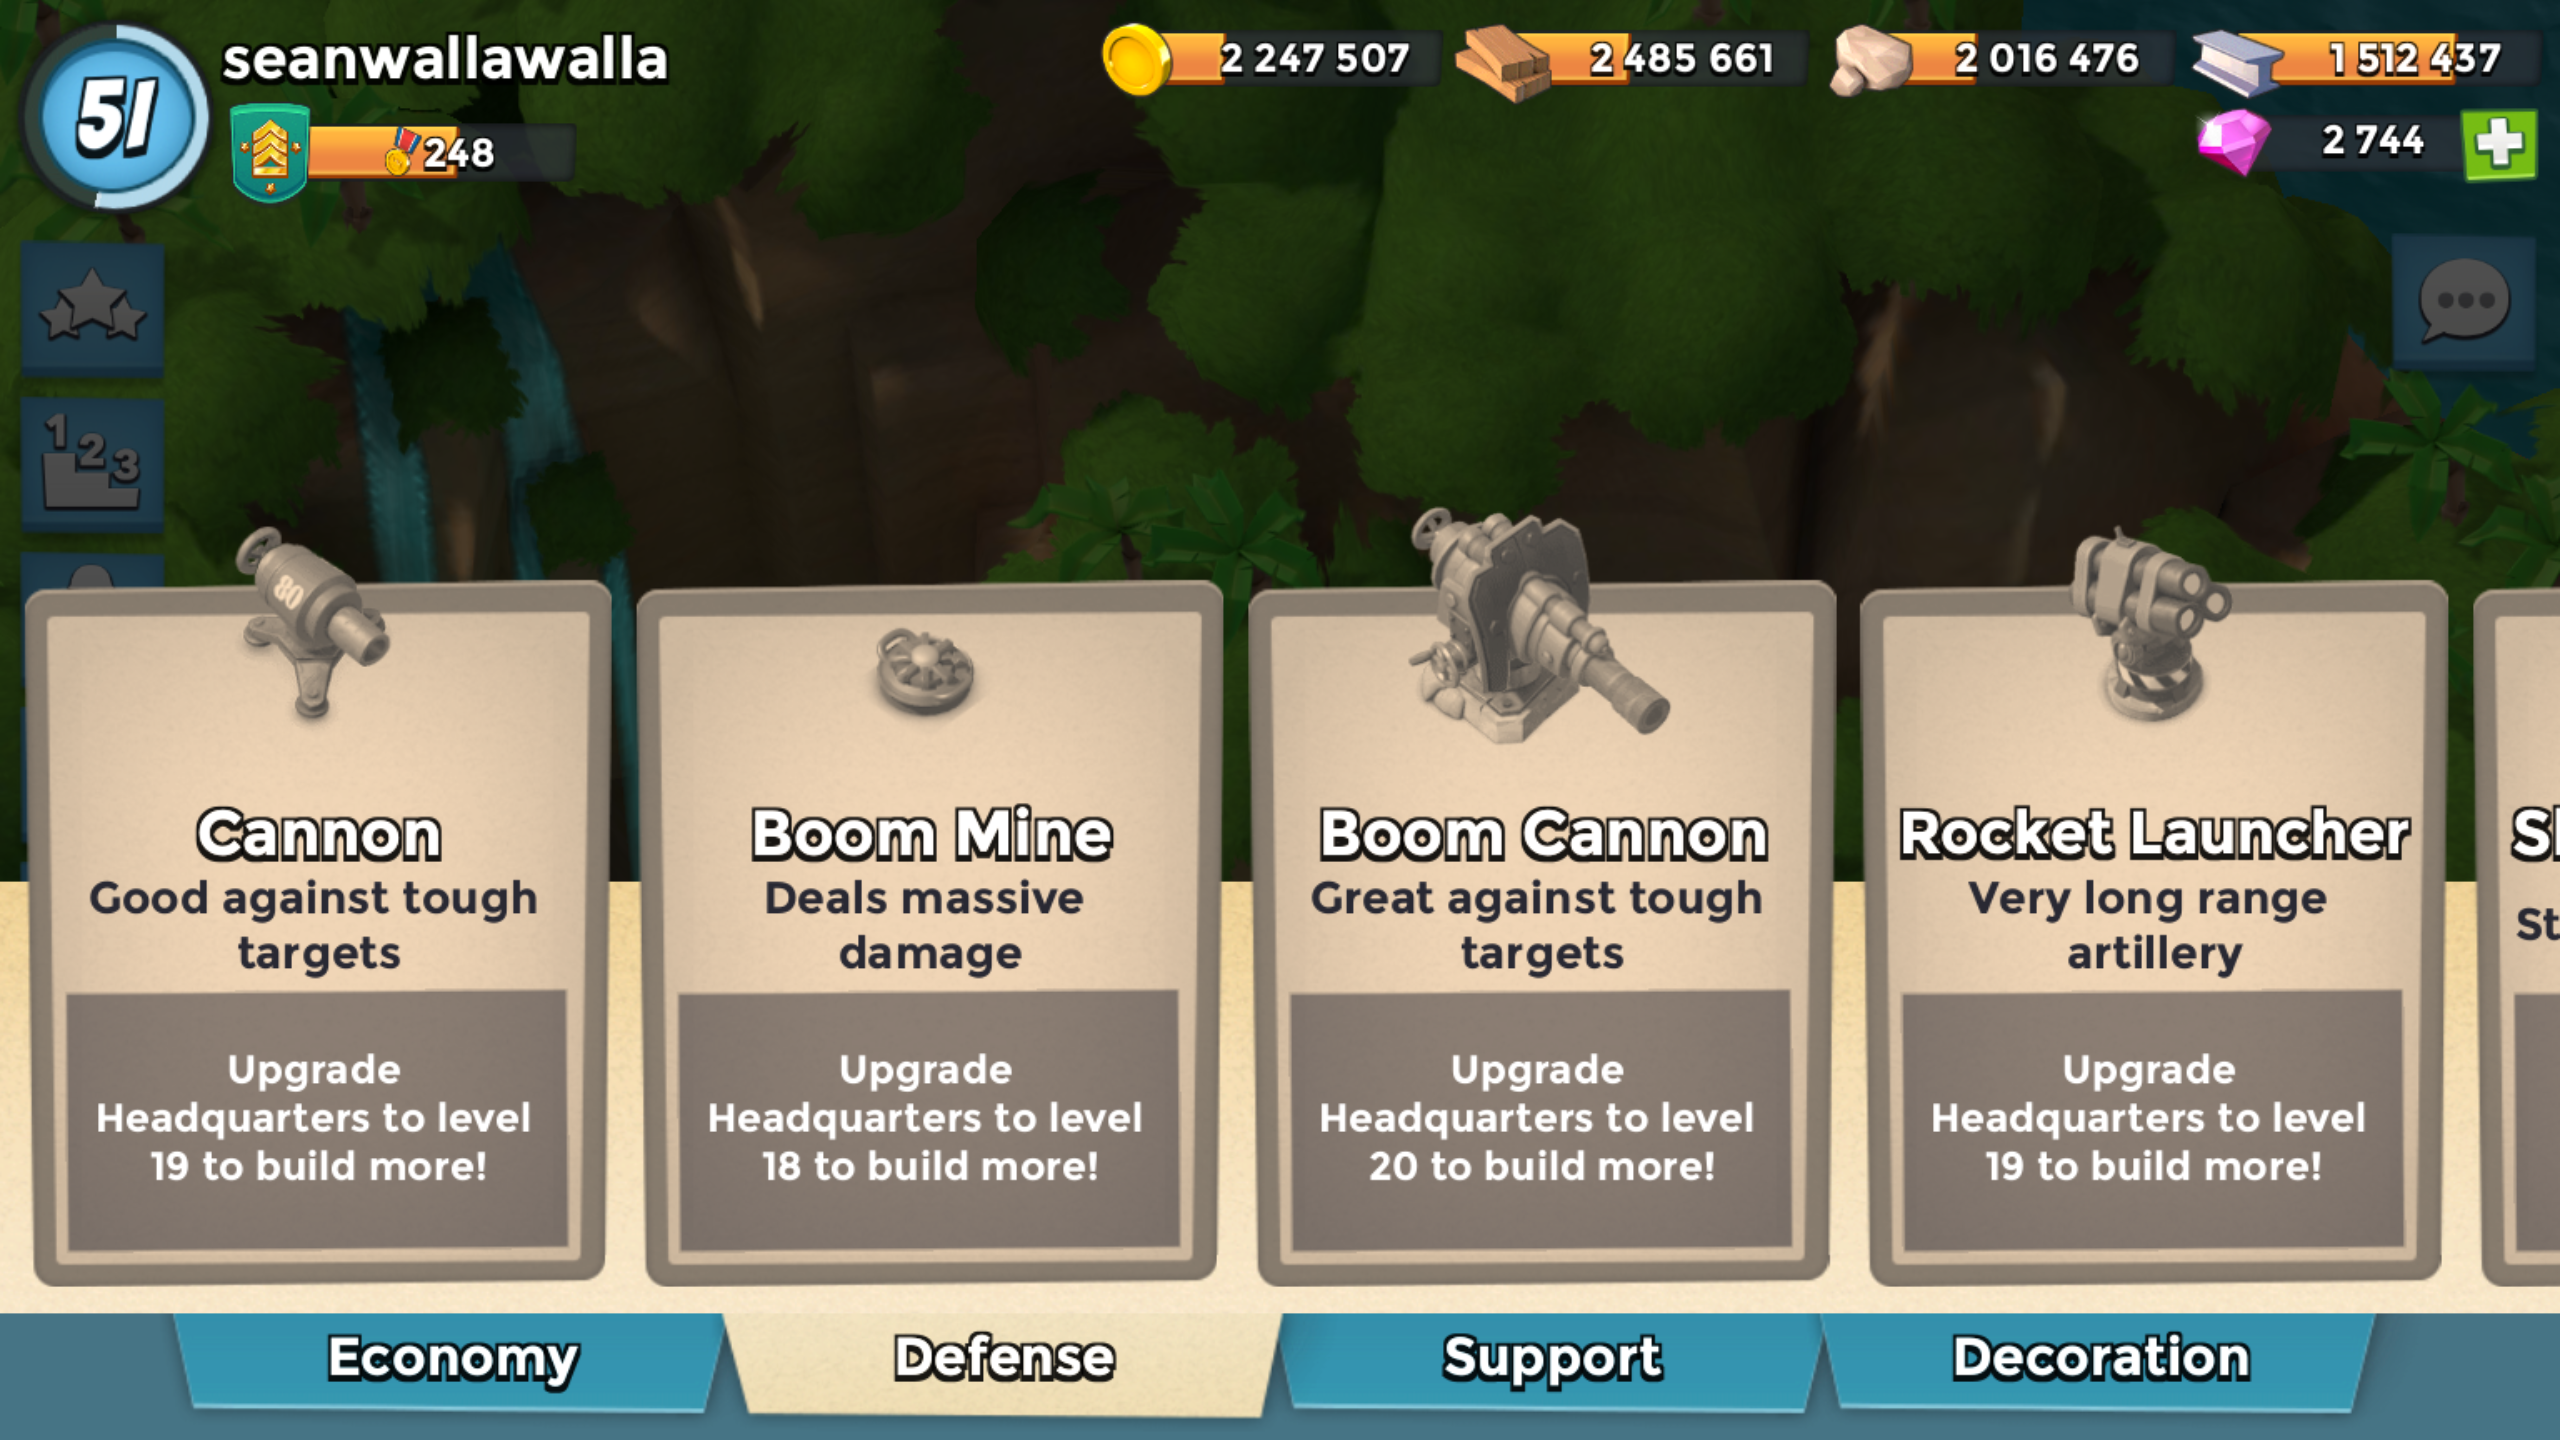 51
seanwallawalla
248
2 247 507
2 485 661
2 016 476
1 512 437
2 744
1 2 3
80
Cannon
Good against tough
targets
Upgrade
Headquarters to level
19 to build more!
Boom Mine
Deals massive
damage
Upgrade
Headquarters to level
18 to build more!
Boom Cannon
Great against tough
targets
Upgrade
Headquarters to level
20 to build more!
Rocket Launcher
Very long range
artillery
Upgrade
Headquarters to level
19 to build more!
St
Economy
Defense
Support
Decoration